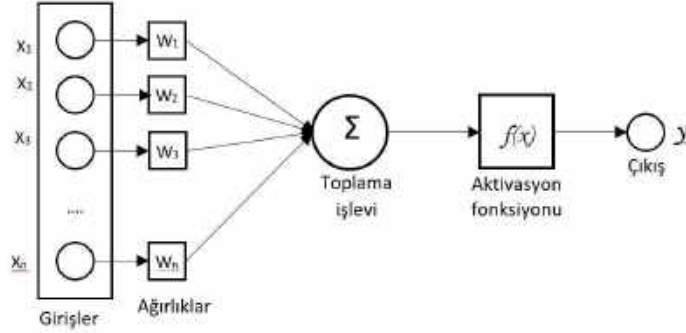 X₁
W₁
X₂
W₂
X₃
W₃
....
Xₙ
Wₙ
Girişler
Ağırlıklar
Σ
Toplama
işlevi
f(x)
Aktivasyon
fonksiyonu
Çıkış
y